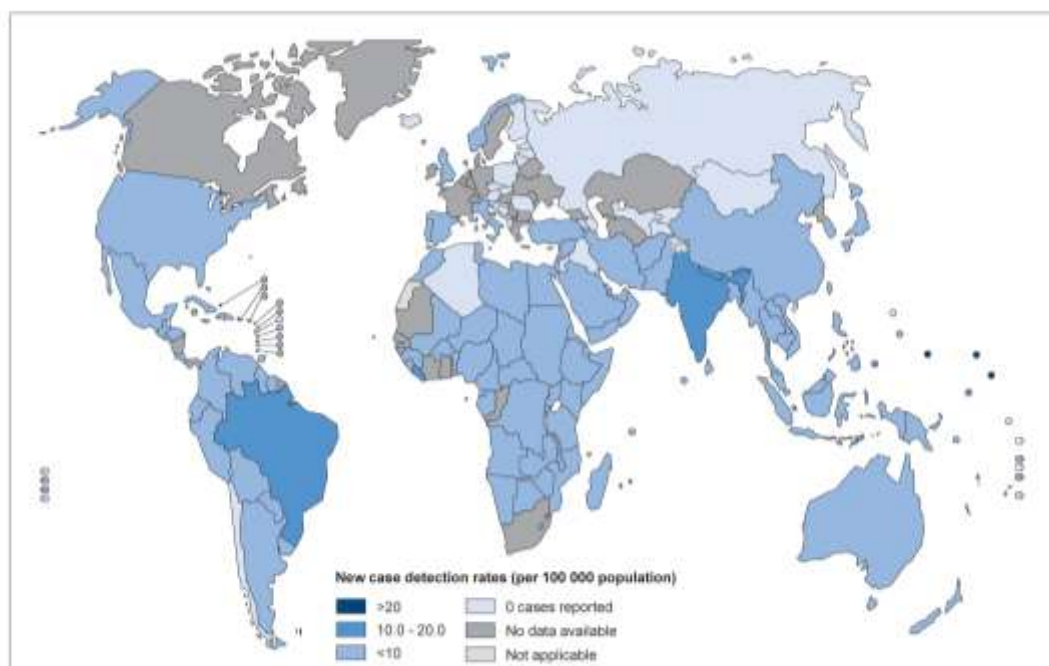 New case detection rates (per 100 000 population)
>20
10.0 - 20.0
<10
0 cases reported
No data available
Not applicable